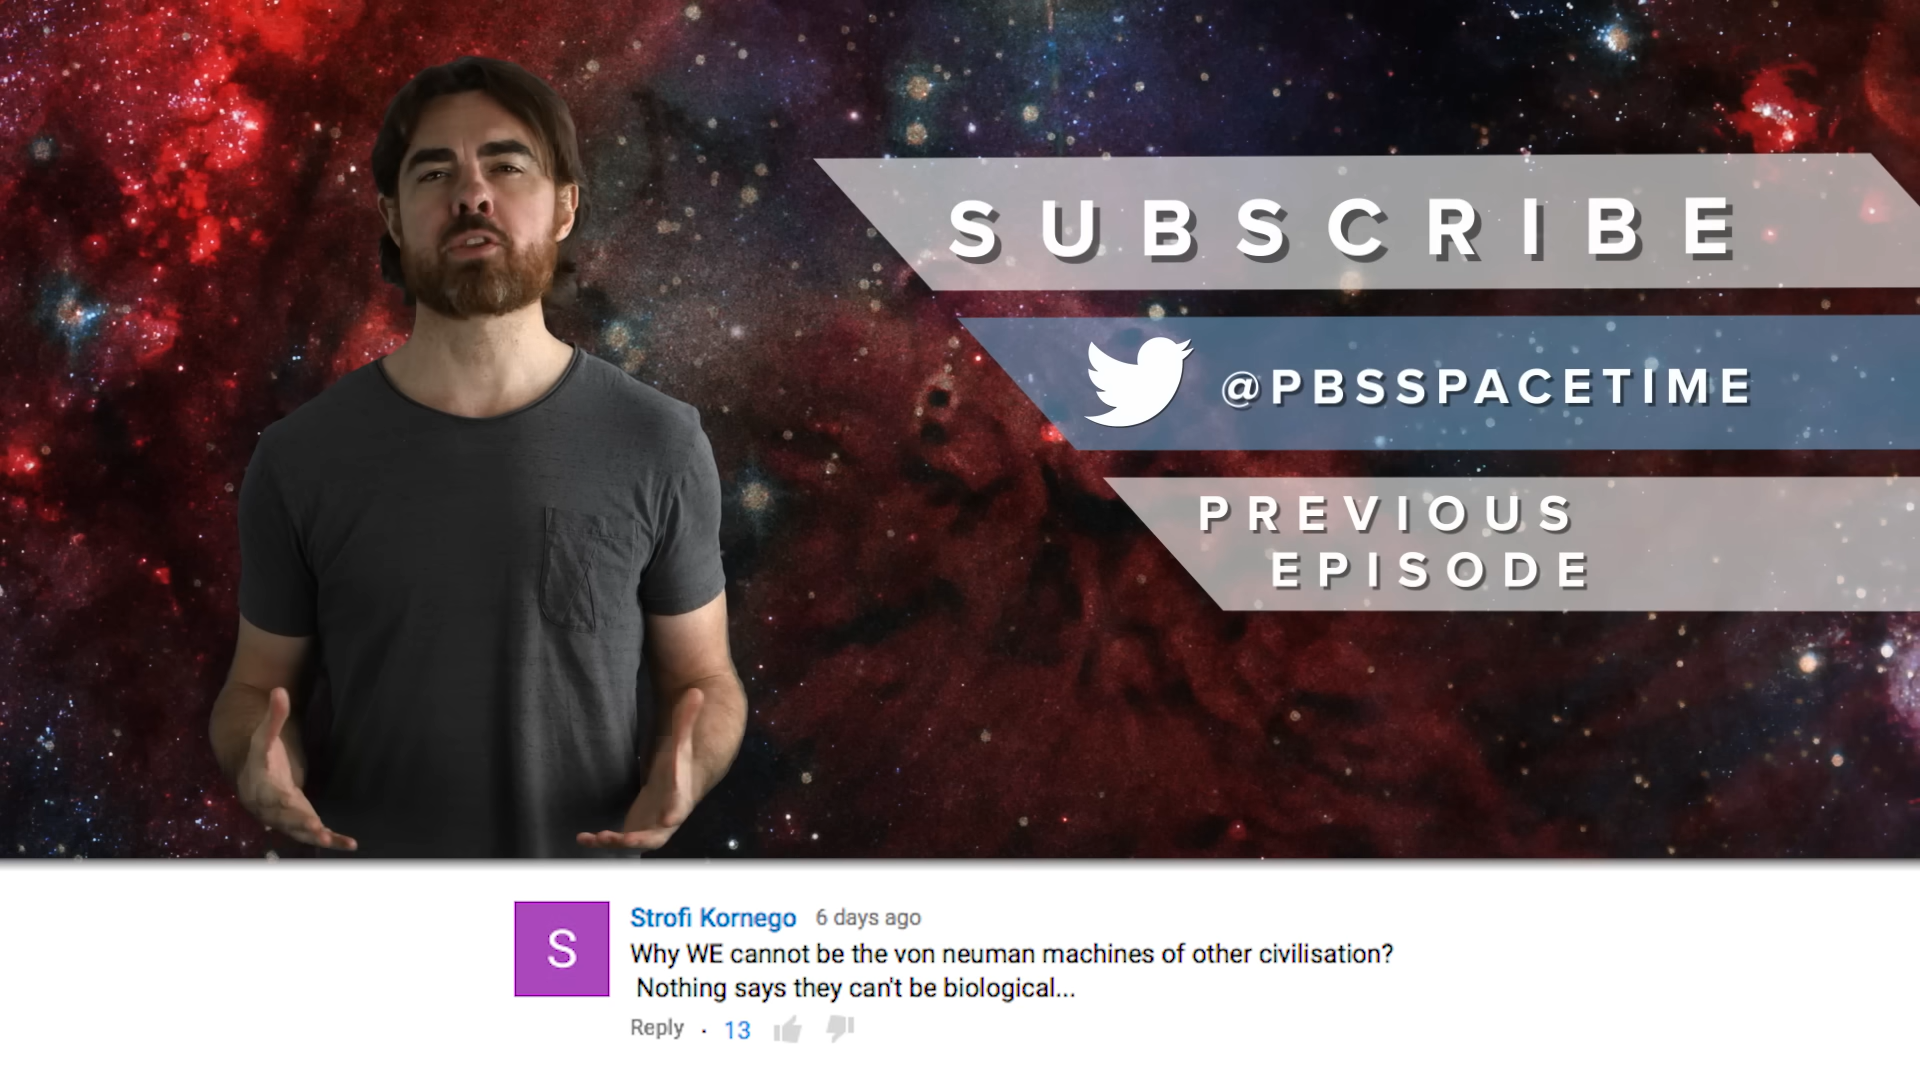 SUBSCRIBE
@PBSSPACETIME
PREVIOUS
EPISODE
S
Strofi Kornego 6 days ago
Why WE cannot be the von neuman machines of other civilisation?
Nothing says they can't be biological...
Reply · 13